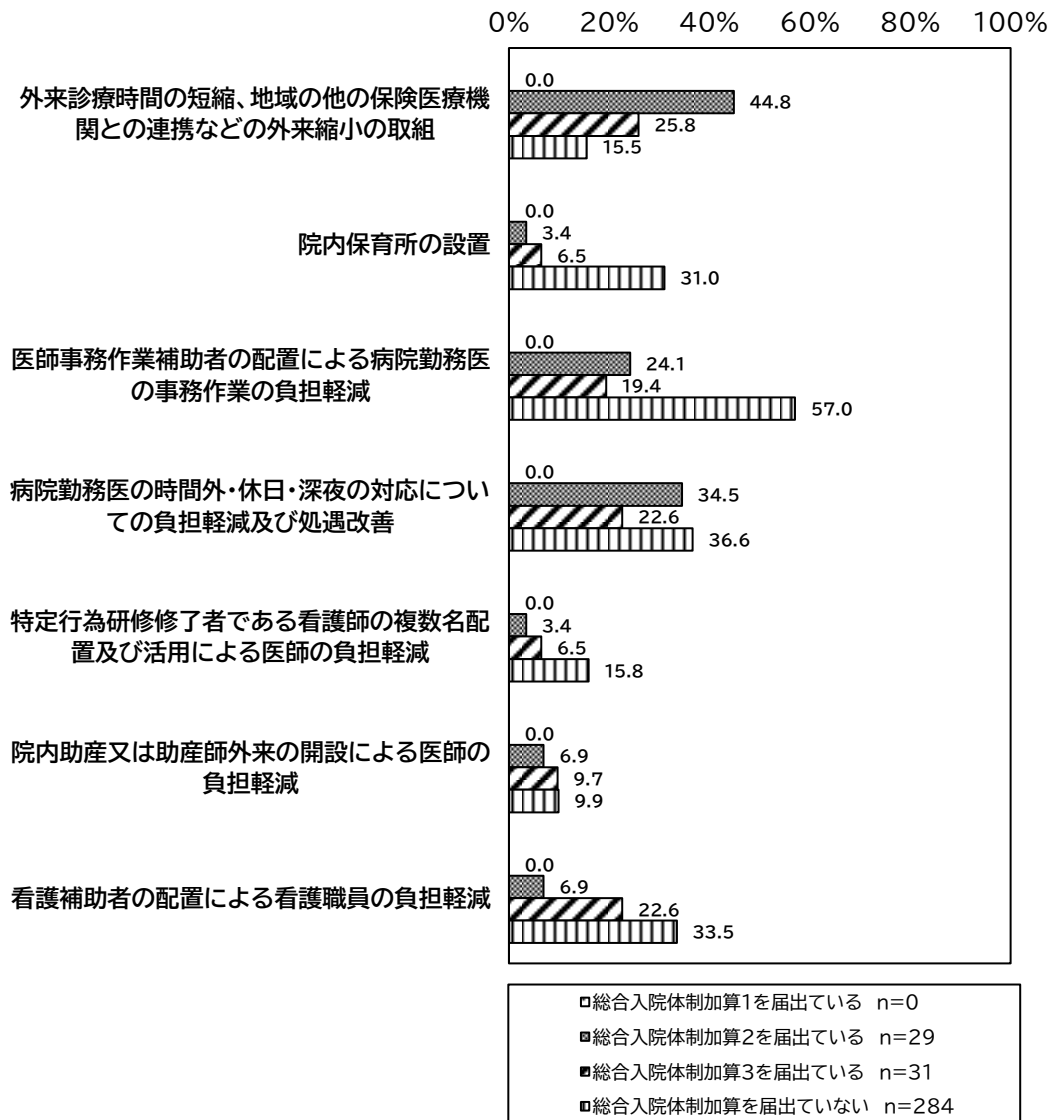 0% 20% 40% 60% 80% 100%
外来診療時間の短縮、地域の他の保険医療機
関との連携などの外来縮小の取組
0.0
44.8
25.8
15.5
院内保育所の設置
0.0
3.4
6.5
31.0
医師事務作業補助者の配置による病院勤務医
の事務作業の負担軽減
0.0
24.1
19.4
57.0
病院勤務医の時間外・休日・深夜の対応につい
ての負担軽減及び処遇改善
0.0
34.5
22.6
36.6
特定行為研修修了者である看護師の複数名配
置及び活用による医師の負担軽減
0.0
3.4
6.5
15.8
院内助産又は助産師外来の開設による医師の
負担軽減
0.0
6.9
9.7
9.9
看護補助者の配置による看護職員の負担軽減
0.0
6.9
22.6
33.5
総合入院体制加算1を届出ている n=0
総合入院体制加算2を届出ている n=29
総合入院体制加算3を届出ている n=31
総合入院体制加算を届出ていない n=284